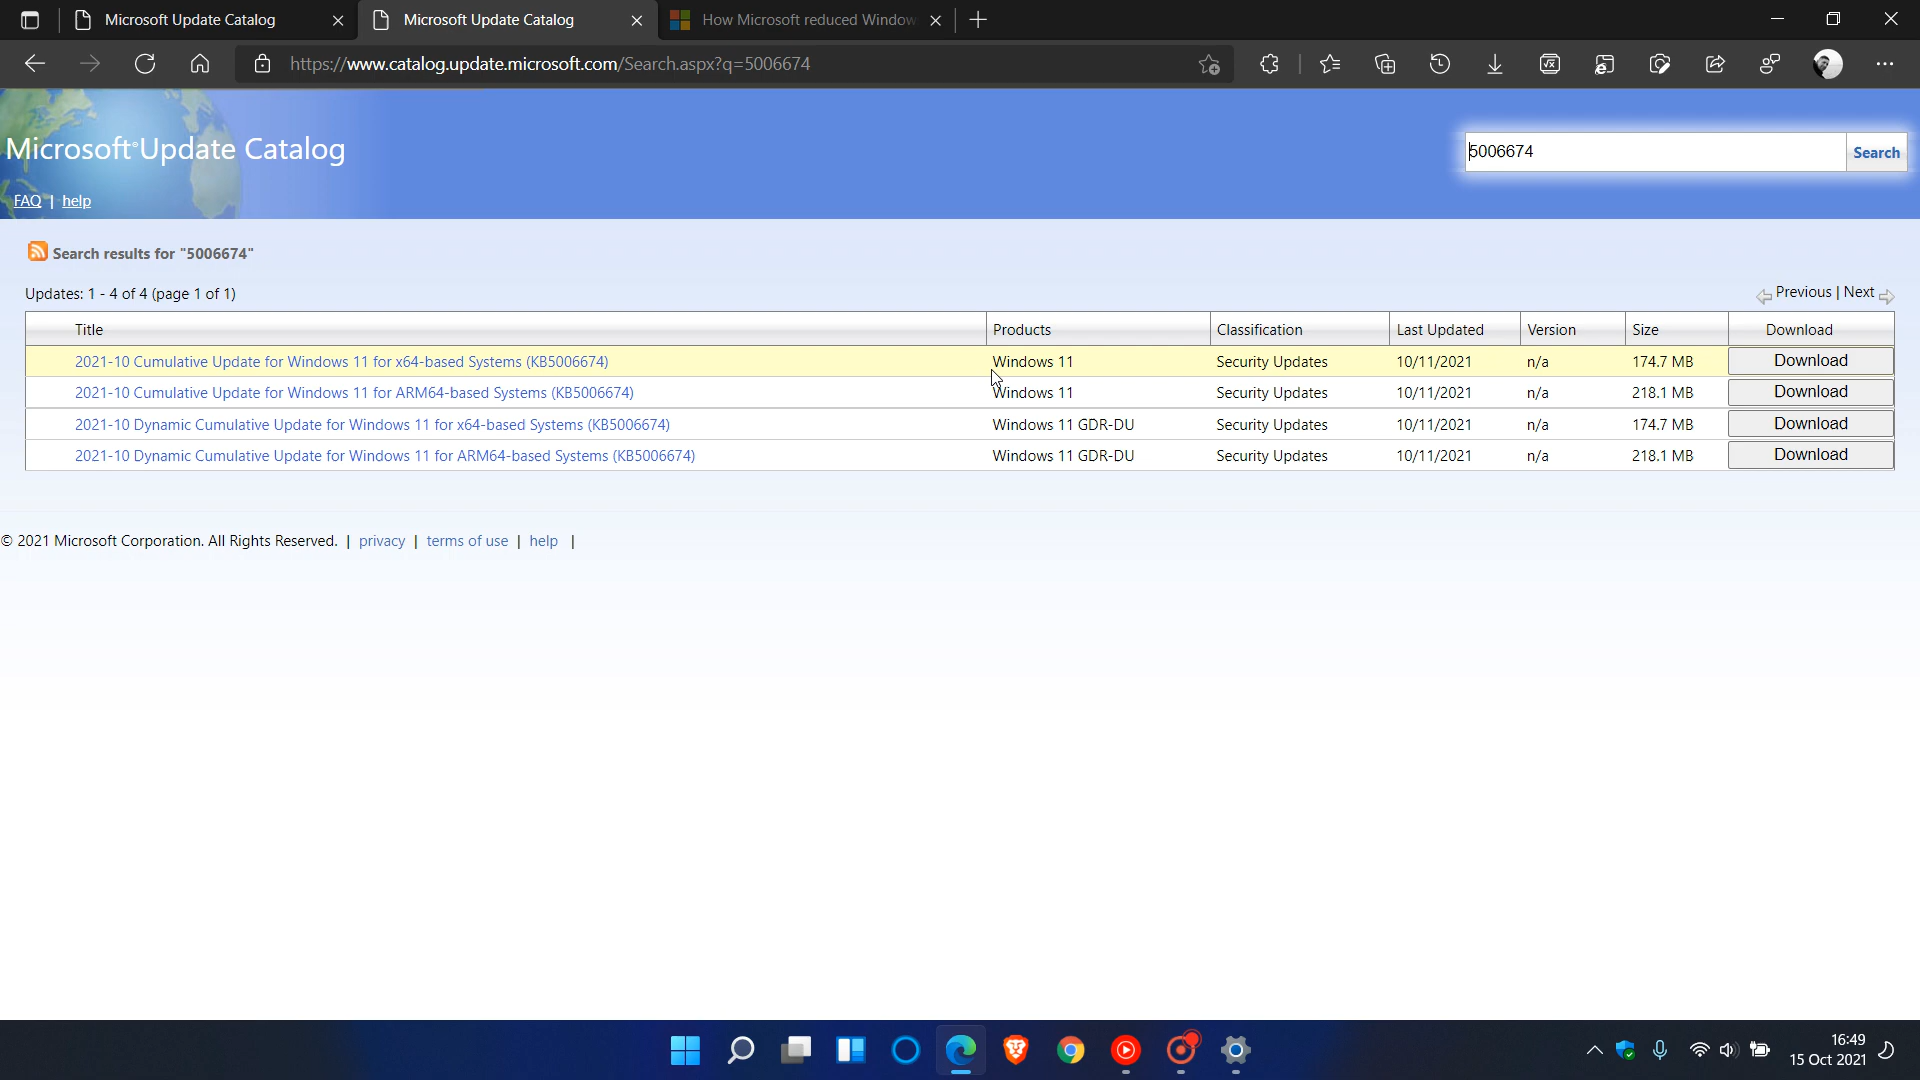 Microsoft Update Catalog
Microsoft Update Catalog
How Microsoft reduced Window
https://www.catalog.update.microsoft.com/Search.aspx?q=5006674
Microsoft®Update Catalog
5006674
Search
FAQ | help
Search results for "5006674"
Updates: 1 - 4 of 4 (page 1 of 1)
Previous | Next
Title Products Classification Last Updated Version Size Download
2021-10 Cumulative Update for Windows 11 for x64-based Systems (KB5006674) Windows 11 Security Updates 10/11/2021 n/a 174.7 MB Download
2021-10 Cumulative Update for Windows 11 for ARM64-based Systems (KB5006674) Windows 11 Security Updates 10/11/2021 n/a 218.1 MB Download
2021-10 Dynamic Cumulative Update for Windows 11 for x64-based Systems (KB5006674) Windows 11 GDR-DU Security Updates 10/11/2021 n/a 174.7 MB Download
2021-10 Dynamic Cumulative Update for Windows 11 for ARM64-based Systems (KB5006674) Windows 11 GDR-DU Security Updates 10/11/2021 n/a 218.1 MB Download
© 2021 Microsoft Corporation. All Rights Reserved. | privacy | terms of use | help |
16:49
15 Oct 2021